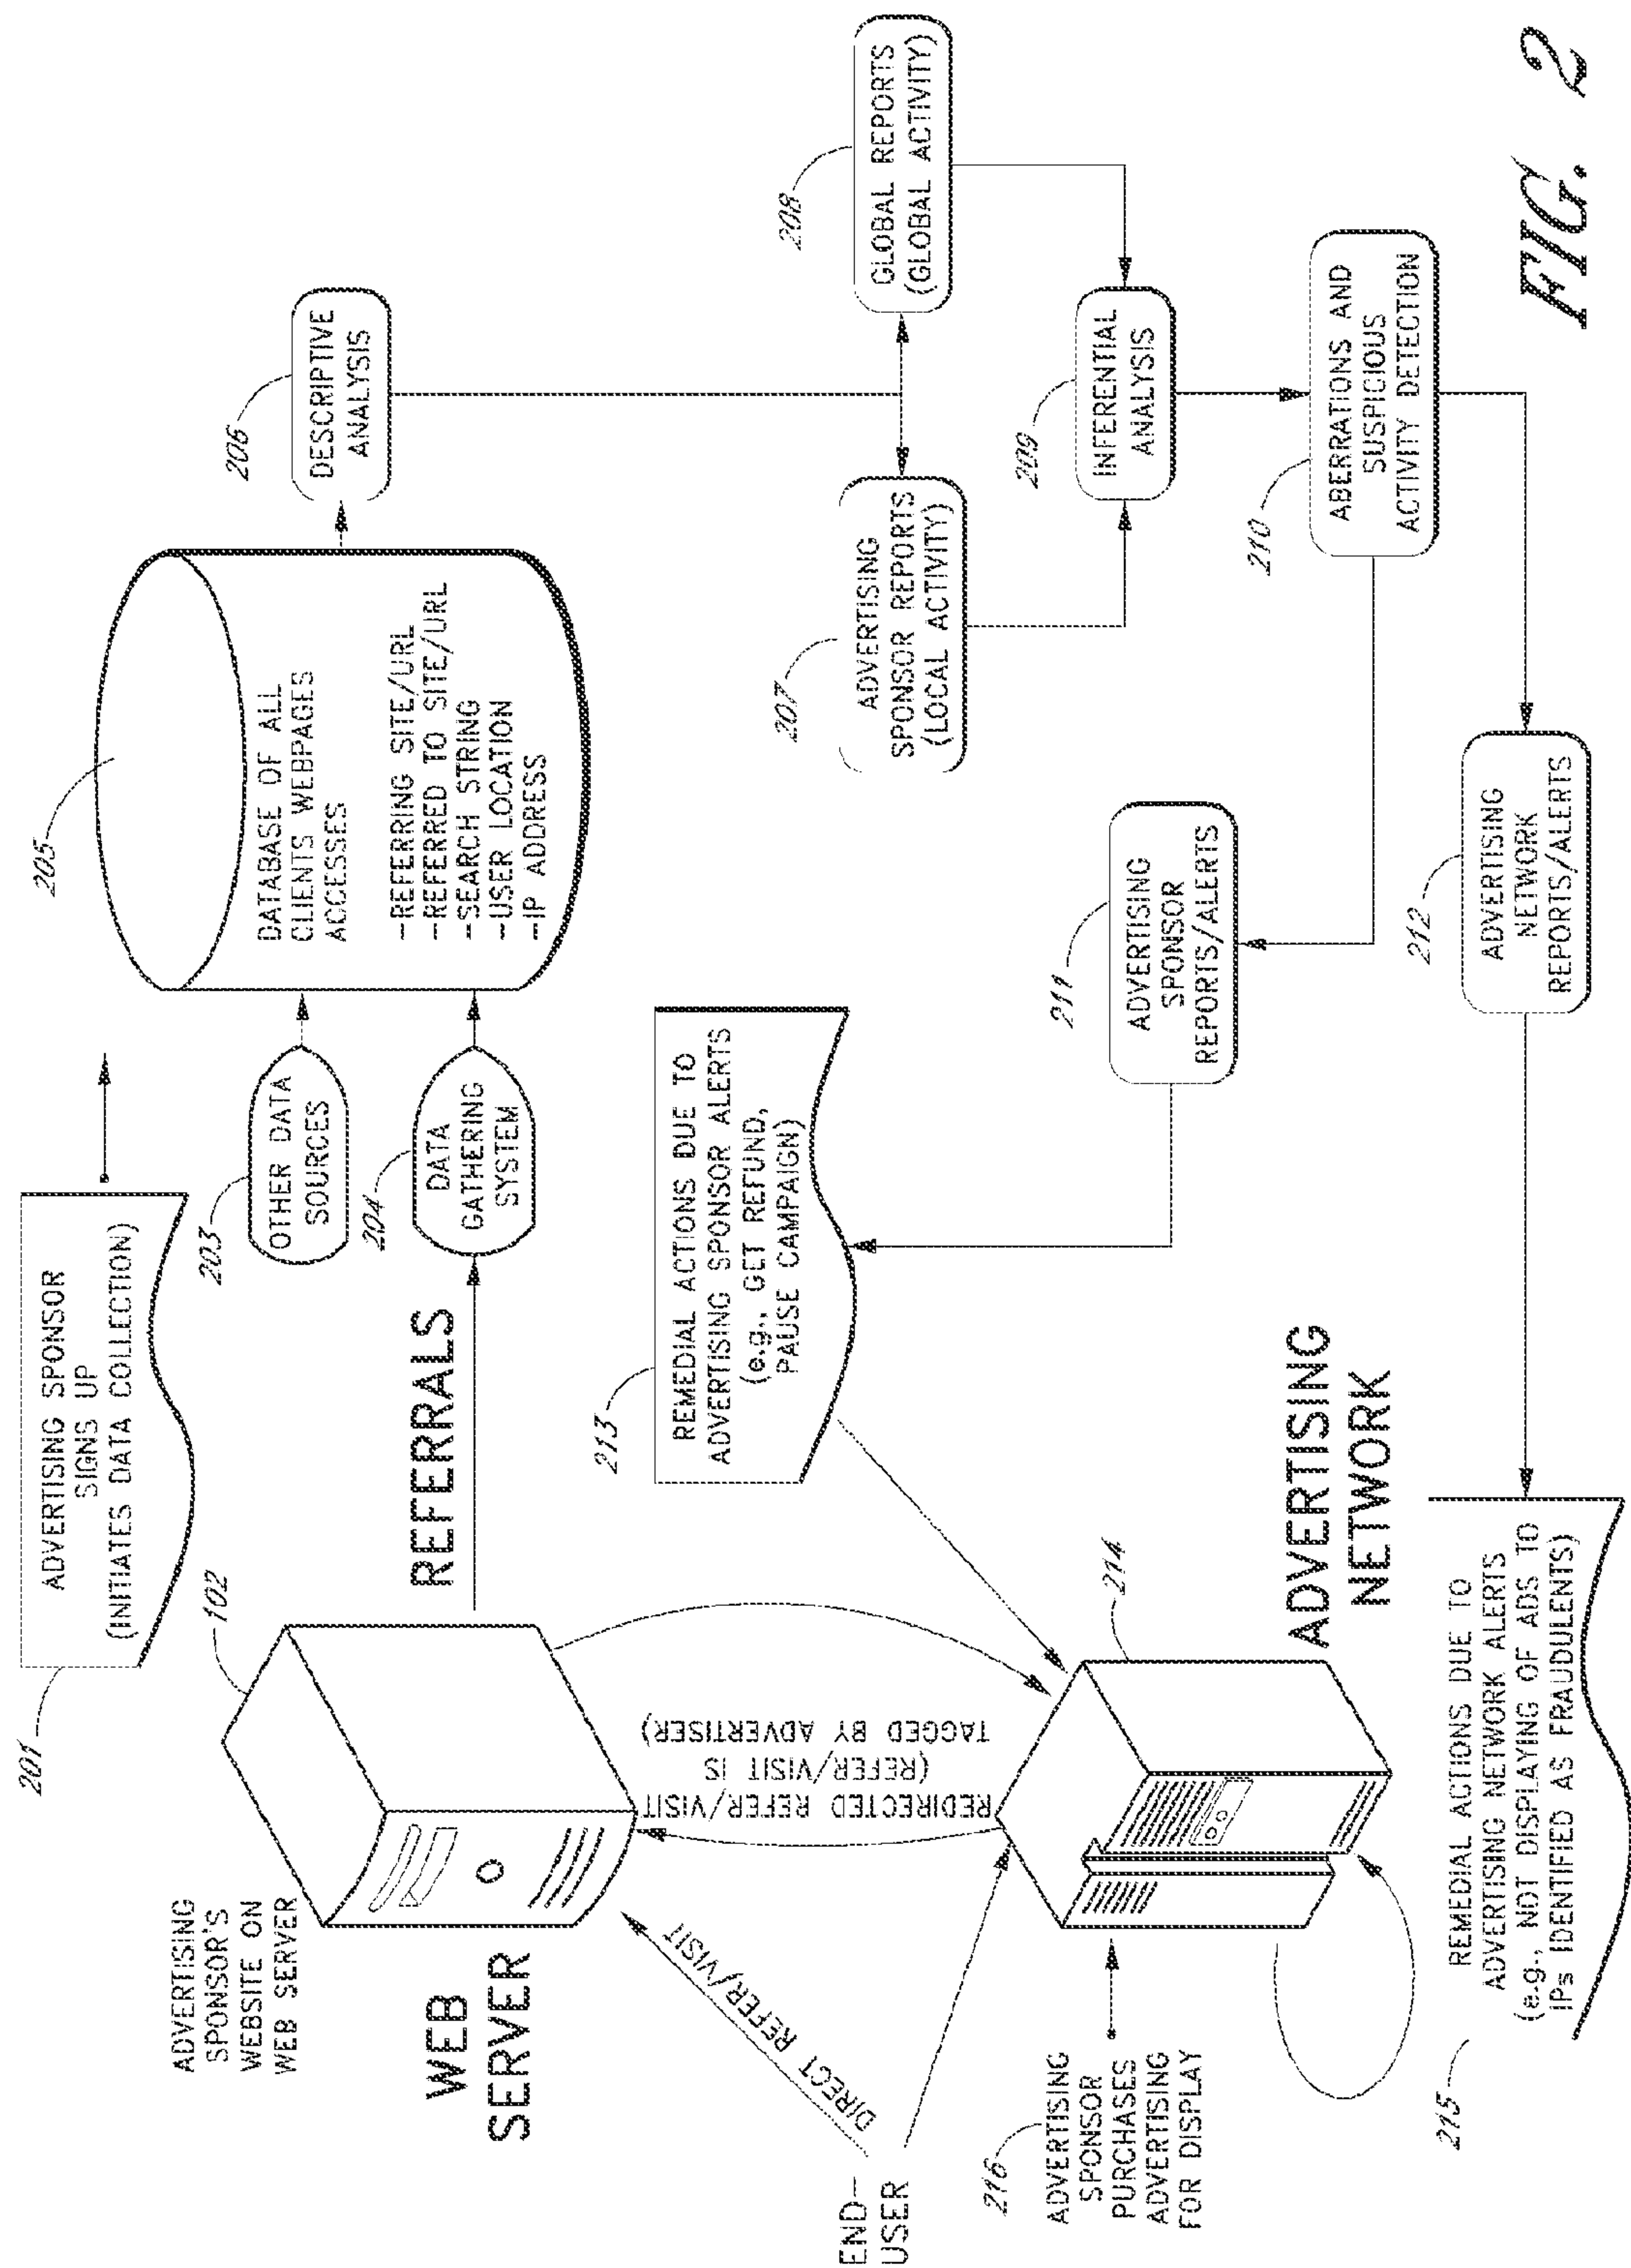 201
ADVERTISING SPONSOR
SIGNS UP
(INITIATES DATA COLLECTION)
ADVERTISING
SPONSOR'S
WEBSITE ON
WEB SERVER
102
WEB
SERVER
REFERRALS
203
OTHER DATA
SOURCES
204
DATA
GATHERING
SYSTEM
205
DATABASE OF ALL
CLIENTS WEBPAGES
ACCESSES
--REFERRING SITE/URL
--REFERRED TO SITE/URL
--SEARCH STRING
--USER LOCATION
--IP ADDRESS
206
DESCRIPTIVE
ANALYSIS
END-
USER
DIRECT REFER/VISIT
REDIRECTED REFER/VISIT
(REFER/VISIT IS
TAGGED BY ADVERTISER)
213
REMEDIAL ACTIONS DUE TO
ADVERTISING SPONSOR ALERTS
(e.g., GET REFUND,
PAUSE CAMPAIGN)
207
ADVERTISING
SPONSOR REPORTS
(LOCAL ACTIVITY)
208
GLOBAL REPORTS
(GLOBAL ACTIVITY)
216
ADVERTISING
SPONSOR
PURCHASES
ADVERTISING
FOR DISPLAY
214
ADVERTISING
NETWORK
211
ADVERTISING
SPONSOR
REPORTS/ALERTS
209
INFERENTIAL
ANALYSIS
210
ABERRATIONS AND
SUSPICIOUS
ACTIVITY DETECTION
215
REMEDIAL ACTIONS DUE TO
ADVERTISING NETWORK ALERTS
(e.g., NOT DISPLAYING OF ADS TO
IPs IDENTIFIED AS FRAUDULENTS)
212
ADVERTISING
NETWORK
REPORTS/ALERTS
FIG. 2